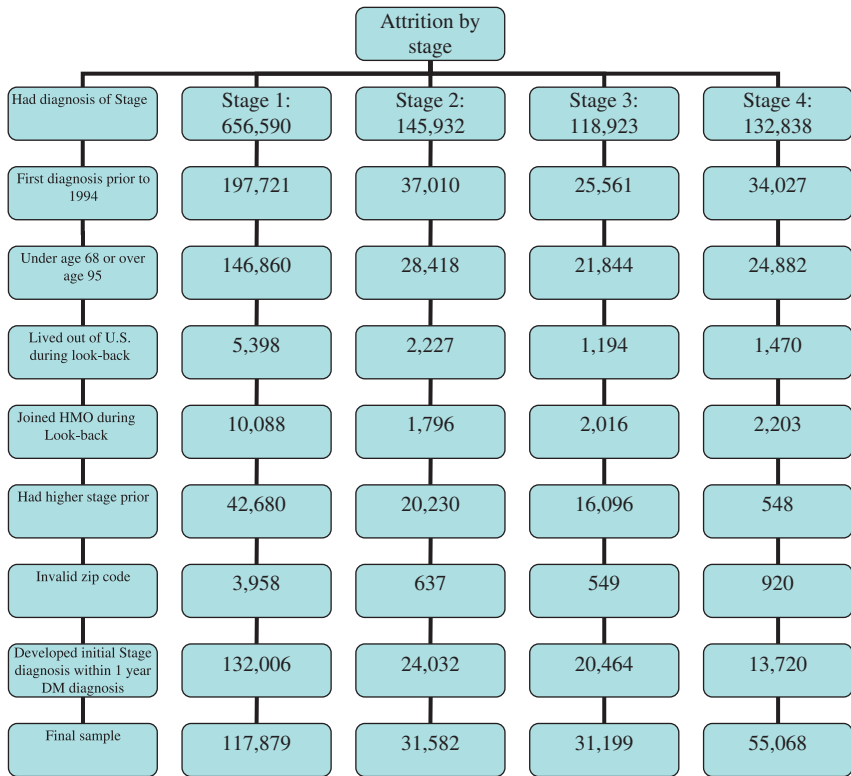 Attrition by
stage
Had diagnosis of Stage
Stage 1:
656,590
Stage 2:
145,932
Stage 3:
118,923
Stage 4:
132,838
First diagnosis prior to
1994
197,721
37,010
25,561
34,027
Under age 68 or over
age 95
146,860
28,418
21,844
24,882
Lived out of U.S.
during look-back
5,398
2,227
1,194
1,470
Joined HMO during
Look-back
10,088
1,796
2,016
2,203
Had higher stage prior
42,680
20,230
16,096
548
Invalid zip code
3,958
637
549
920
Developed initial Stage
diagnosis within 1 year
DM diagnosis
132,006
24,032
20,464
13,720
Final sample
117,879
31,582
31,199
55,068